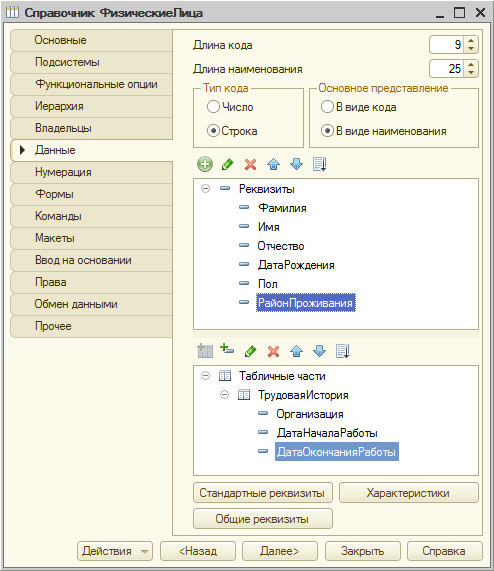 Справочник ФизическиеЛица
Основные
Подсистемы
Функциональные опции
Иерархия
Владельцы
Данные
Нумерация
Формы
Команды
Макеты
Ввод на основании
Права
Обмен данными
Прочее
Длина кода 9
Длина наименования 25
Тип кода
Число
Строка
Основное представление
В виде кода
В виде наименования
Реквизиты
Фамилия
Имя
Отчество
ДатаРождения
Пол
РайонПроживания
Табличные части
ТрудоваяИстория
Организация
ДатаНачалаРаботы
ДатаОкончанияРаботы
Стандартные реквизиты
Характеристики
Общие реквизиты
Действия
<Назад
Далее>
Закрыть
Справка